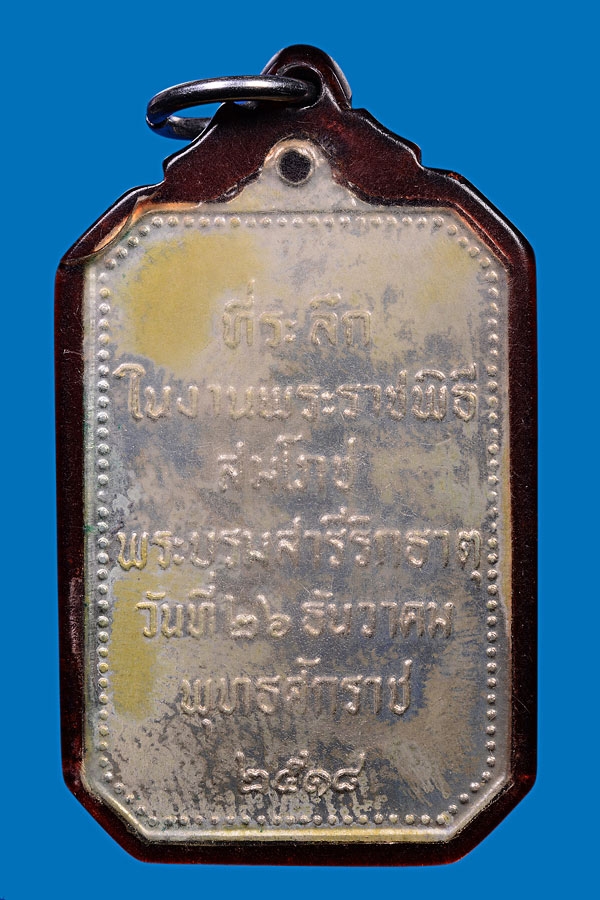 ที่ระลึก
ในงานพระราชพิธี
สมโภช
พระบรมสารีริกธาตุ
วันที่ ๒๖ ธันวาคม
พุทธศักราช
๒๕๑๘